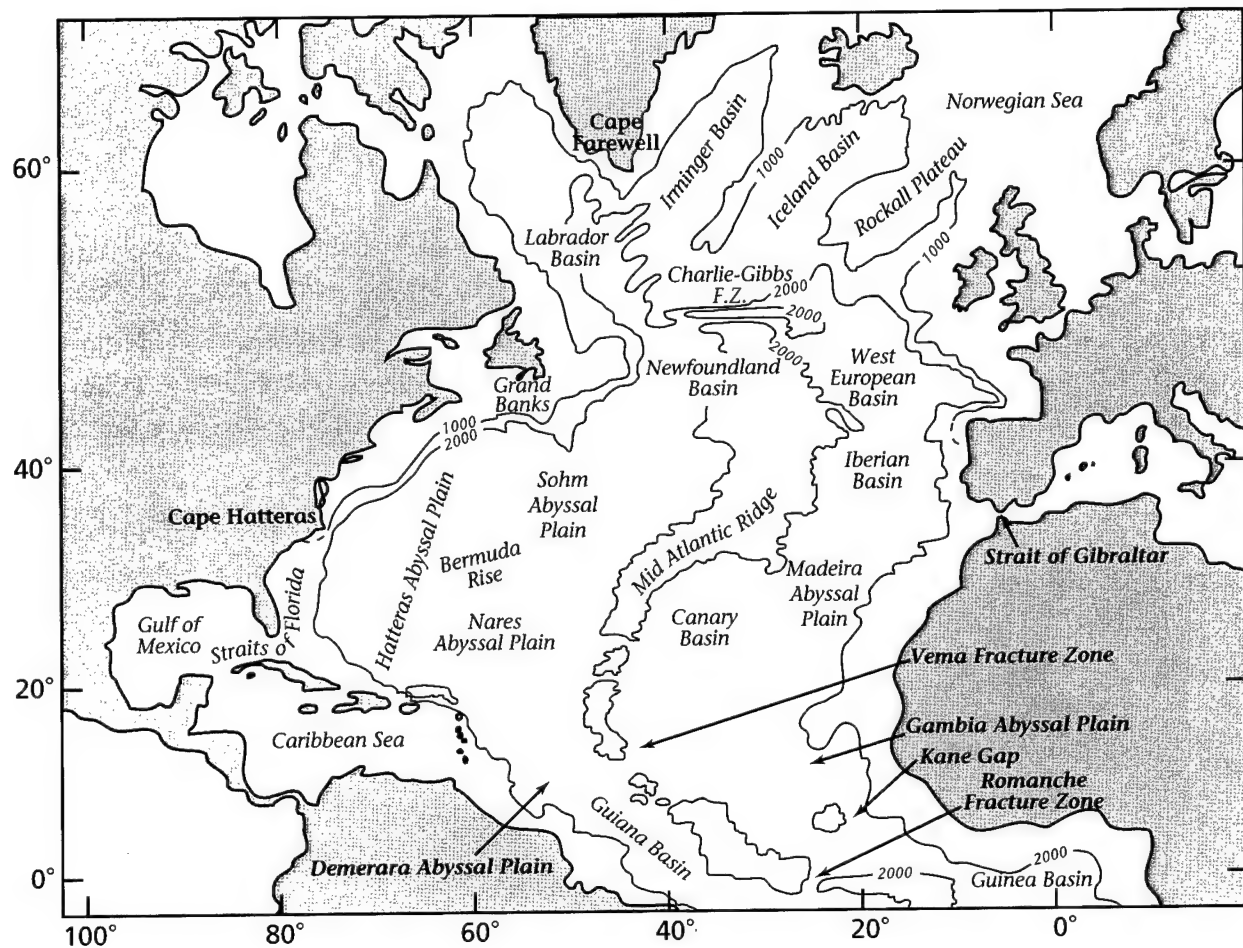 Norwegian Sea
Cape
Farewell
60°
Irminger Basin
1000
Iceland Basin
Rockall Plateau
Labrador
Basin
1000
Charlie-Gibbs
F.Z.
2000
2000
2000
Newfoundland
Basin
West
European
Basin
Grand
Banks
1000
2000
40°
Sohm
Abyssal
Plain
Iberian
Basin
Cape Hatteras
Hatteras Abyssal Plain
Mid Atlantic Ridge
Strait of Gibraltar
Bermuda
Rise
Madeira
Abyssal
Plain
Gulf of
Mexico
Straits of Florida
Nares
Abyssal Plain
Canary
Basin
Vema Fracture Zone
20°
Gambia Abyssal Plain
Caribbean Sea
Kane Gap
Romanche
Fracture Zone
Guiana Basin
Demerara Abyssal Plain
2000
2000
Guinea Basin
0°
100°
80°
60°
40°
20°
0°